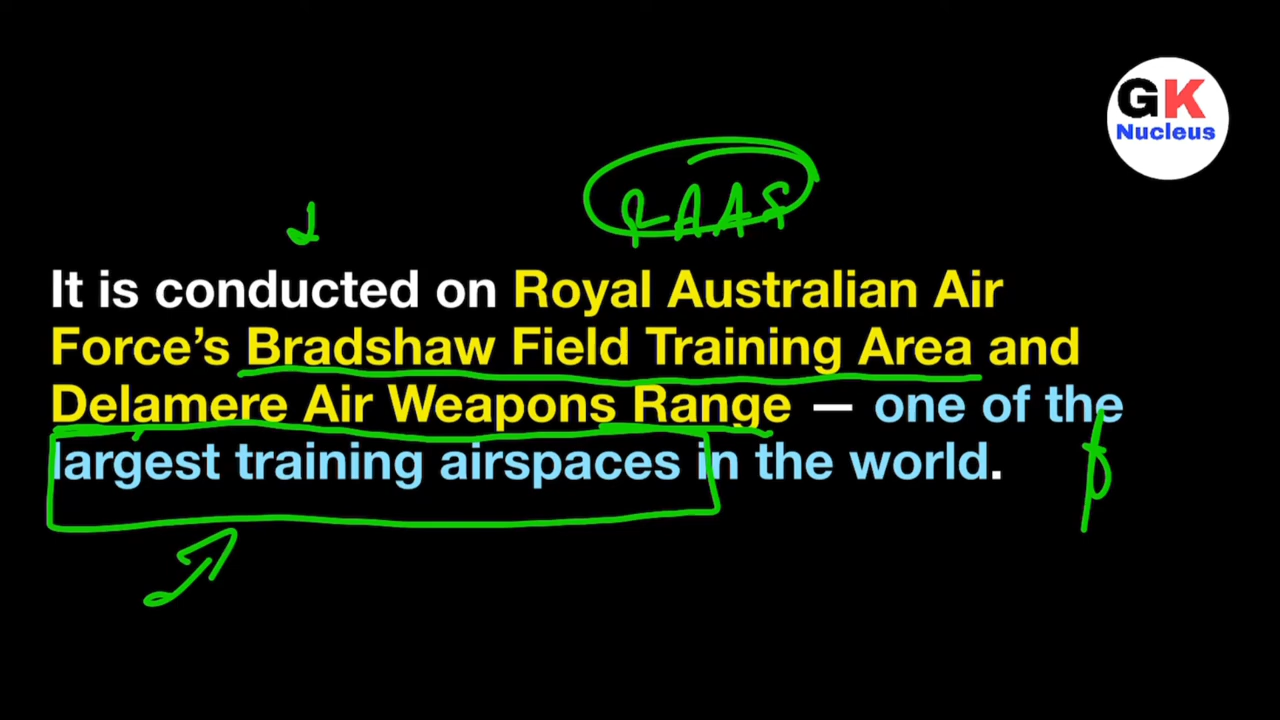 GK
Nucleus
RAAF
It is conducted on Royal Australian Air
Force’s Bradshaw Field Training Area and
Delamere Air Weapons Range — one of the
largest training airspaces in the world.